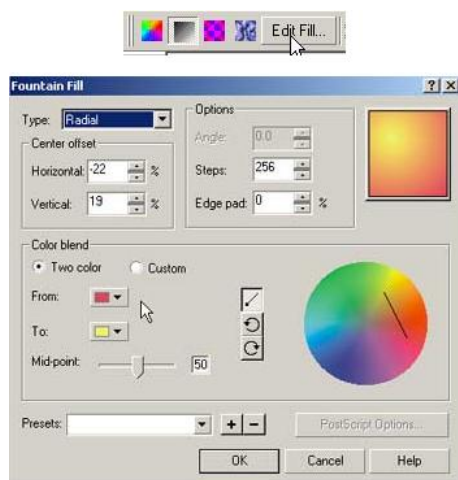 Edit Fill...
Fountain Fill
Type: Radial
Options
Center offset
Angle: 0.0
Horizontal: -22 %
Steps: 256
Vertical: 19 %
Edge pad: 0 %
Color blend
Two color Custom
From:
To:
Mid-point: 50
Presets:
PostScript Options...
OK Cancel Help